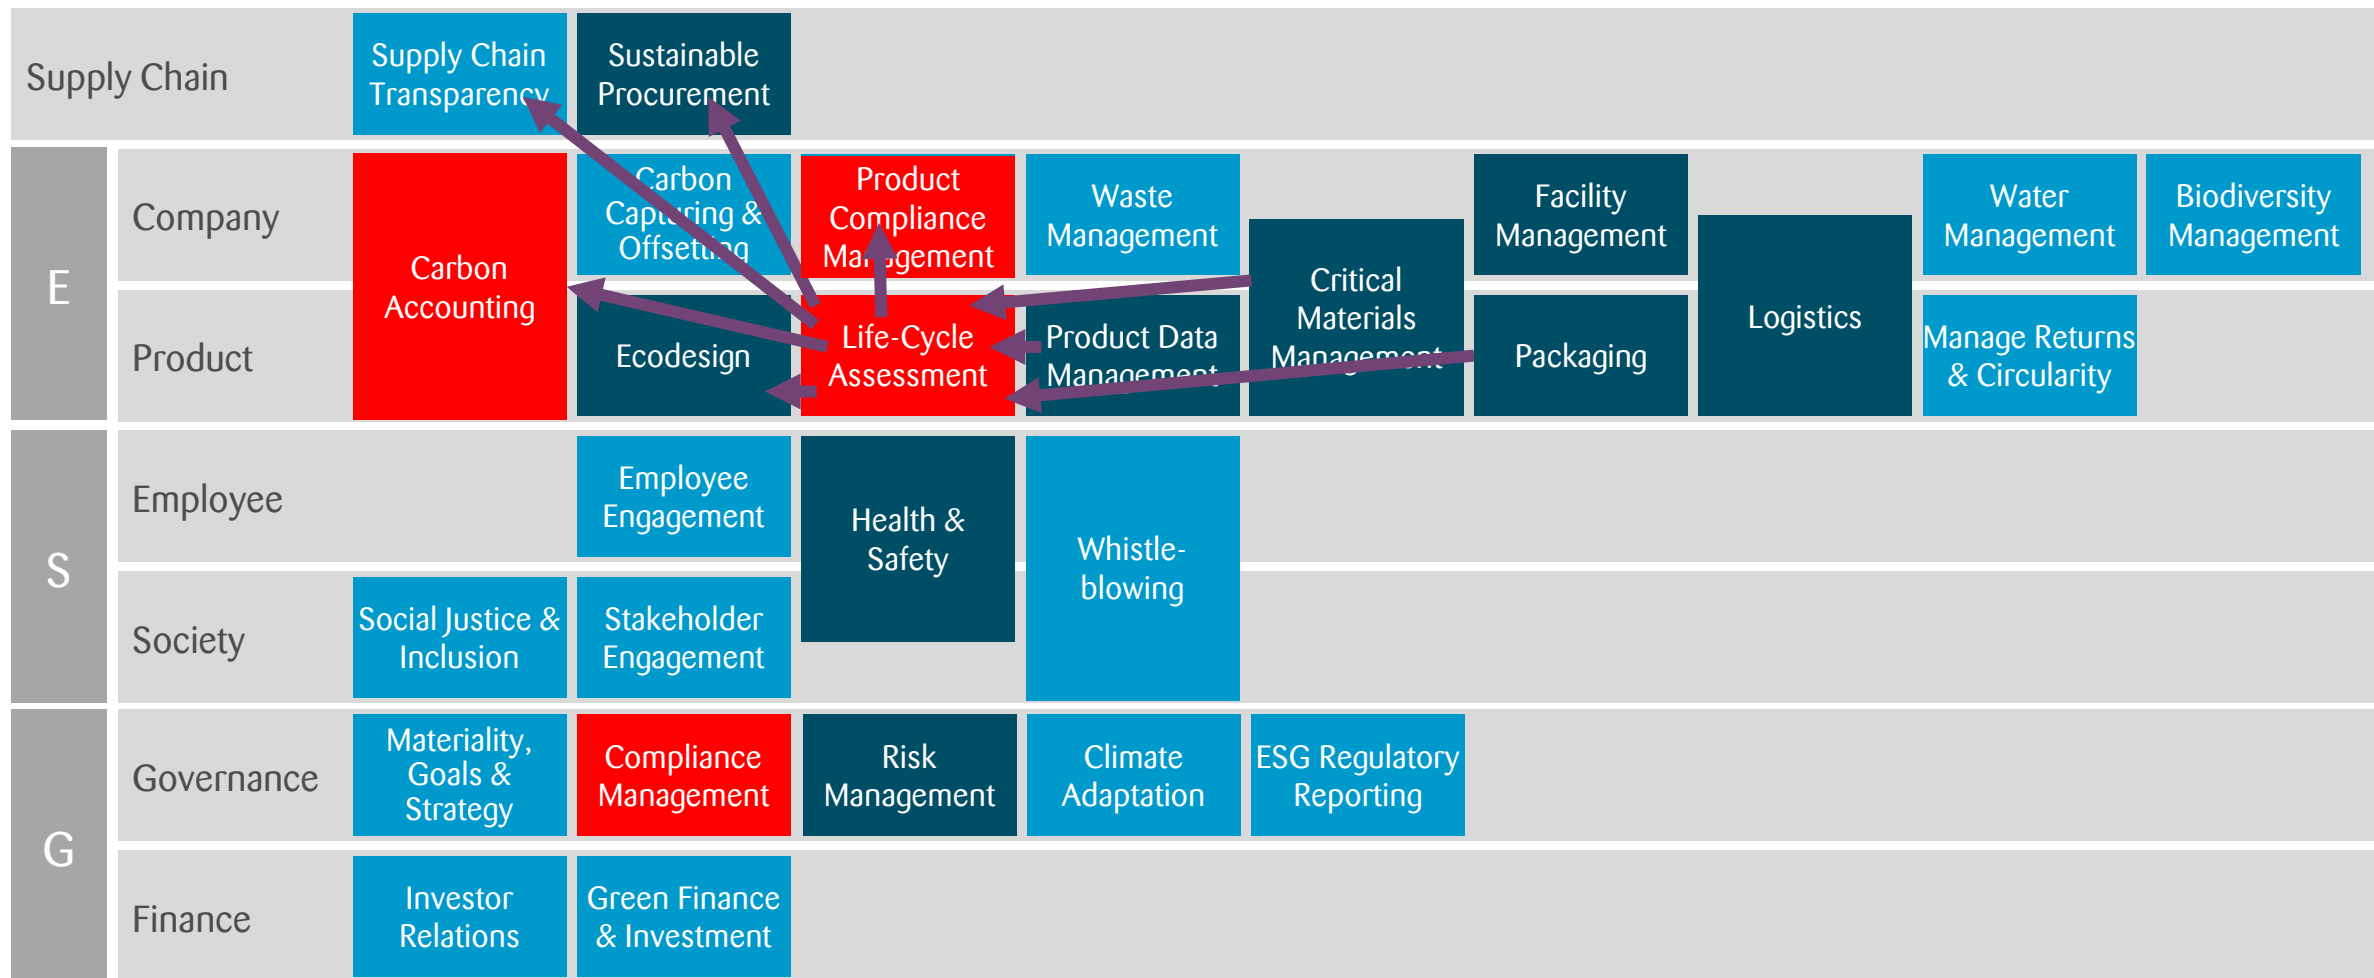 Supply Chain
Supply Chain
Transparency
Sustainable
Procurement
E
Company
Carbon
Accounting
Carbon
Capturing &
Offsetting
Product
Compliance
Management
Waste
Management
Critical
Materials
Management
Facility
Management
Logistics
Water
Management
Biodiversity
Management
Product
Ecodesign
Life-Cycle
Assessment
Product Data
Management
Packaging
Manage Returns
& Circularity
S
Employee
Employee
Engagement
Health &
Safety
Whistle-
blowing
Society
Social Justice &
Inclusion
Stakeholder
Engagement
G
Governance
Materiality,
Goals &
Strategy
Compliance
Management
Risk
Management
Climate
Adaptation
ESG Regulatory
Reporting
Finance
Investor
Relations
Green Finance
& Investment